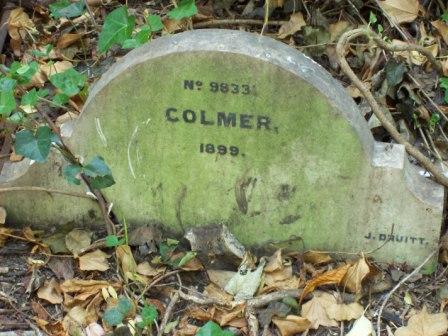 No 9833.
COLMER.
1899.
J. DRUITT.